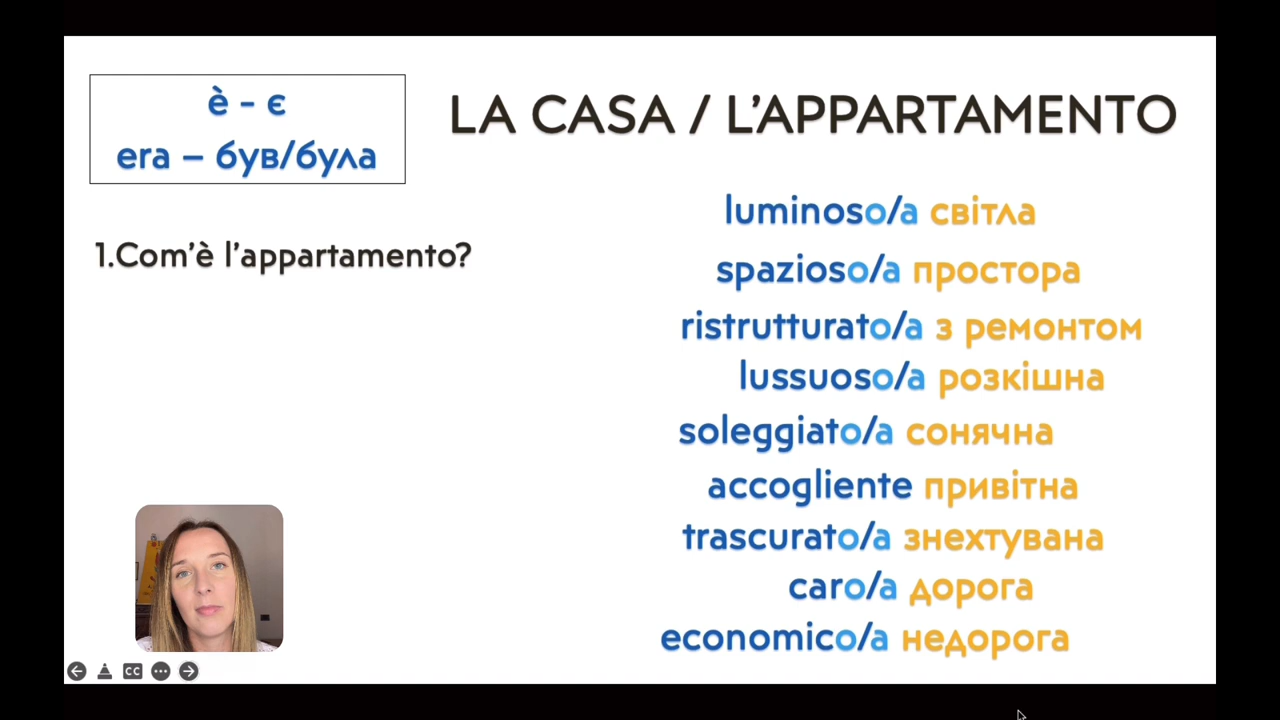 è - є
era – був/була
LA CASA / L’APPARTAMENTO
1.Com’è l’appartamento?
luminoso/a світла
spazioso/a простора
ristrutturato/a з ремонтом
lussuoso/a розкішна
soleggiato/a сонячна
accogliente привітна
trascurato/a знехтувана
caro/a дорога
economico/a недорога
CC